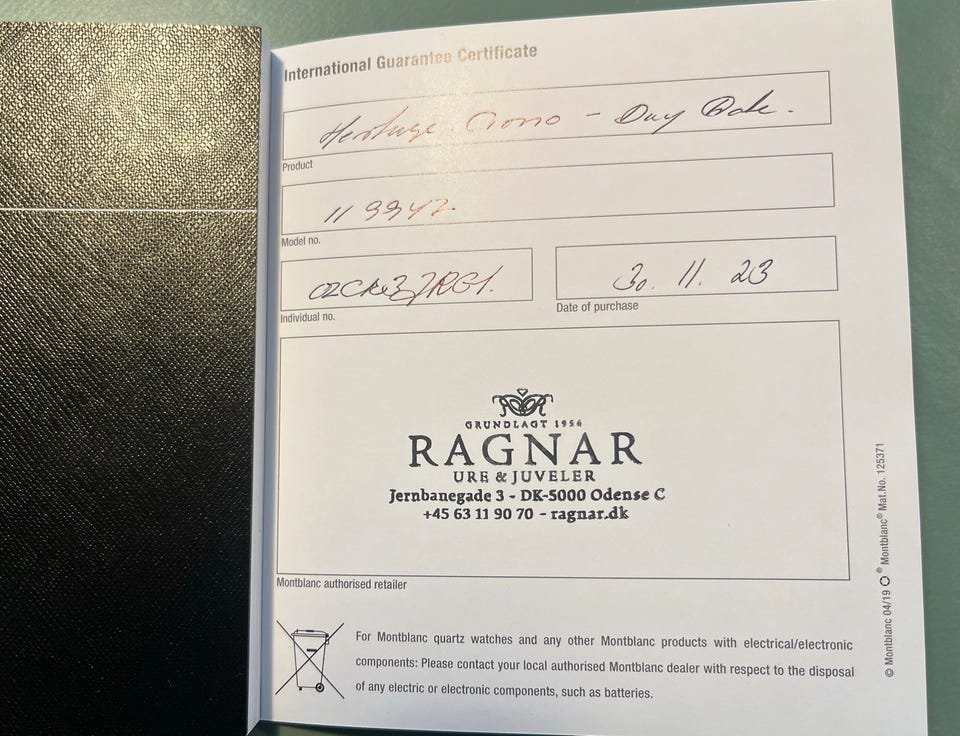 International Guarantee Certificate
Heritage Crono - Day Date.
Product
119947
Model no.
30. 11. 23
Individual no.
Date of purchase
GRUNDLAGT 1956
RAGNAR
URE & JUVELER
Jernbanegade 3 - DK-5000 Odense C
+45 63 11 90 70 - ragnar.dk
Montblanc authorised retailer
For Montblanc quartz watches and any other Montblanc products with electrical/electronic
components: Please contact your local authorised Montblanc dealer with respect to the disposal
of any electric or electronic components, such as batteries.
© Montblanc 04/19 ® Montblanc® Mat.No. 125371